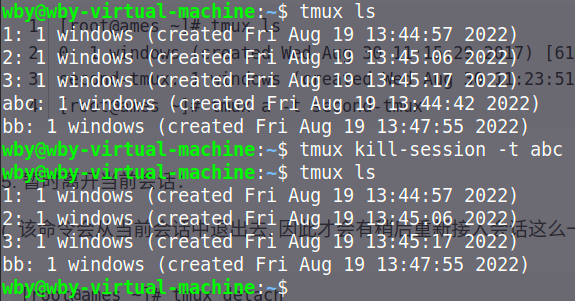 wby@wby-virtual-machine:~$ tmux ls
1: 1 windows (created Fri Aug 19 13:44:57 2022)
2: 1 windows (created Fri Aug 19 13:45:06 2022)
3: 1 windows (created Fri Aug 19 13:45:17 2022)
abc: 1 windows (created Fri Aug 19 13:44:42 2022)
bb: 1 windows (created Fri Aug 19 13:47:55 2022)
wby@wby-virtual-machine:~$ tmux kill-session -t abc
wby@wby-virtual-machine:~$ tmux ls
1: 1 windows (created Fri Aug 19 13:44:57 2022)
2: 1 windows (created Fri Aug 19 13:45:06 2022)
3: 1 windows (created Fri Aug 19 13:45:17 2022)
bb: 1 windows (created Fri Aug 19 13:47:55 2022)
wby@wby-virtual-machine:~$